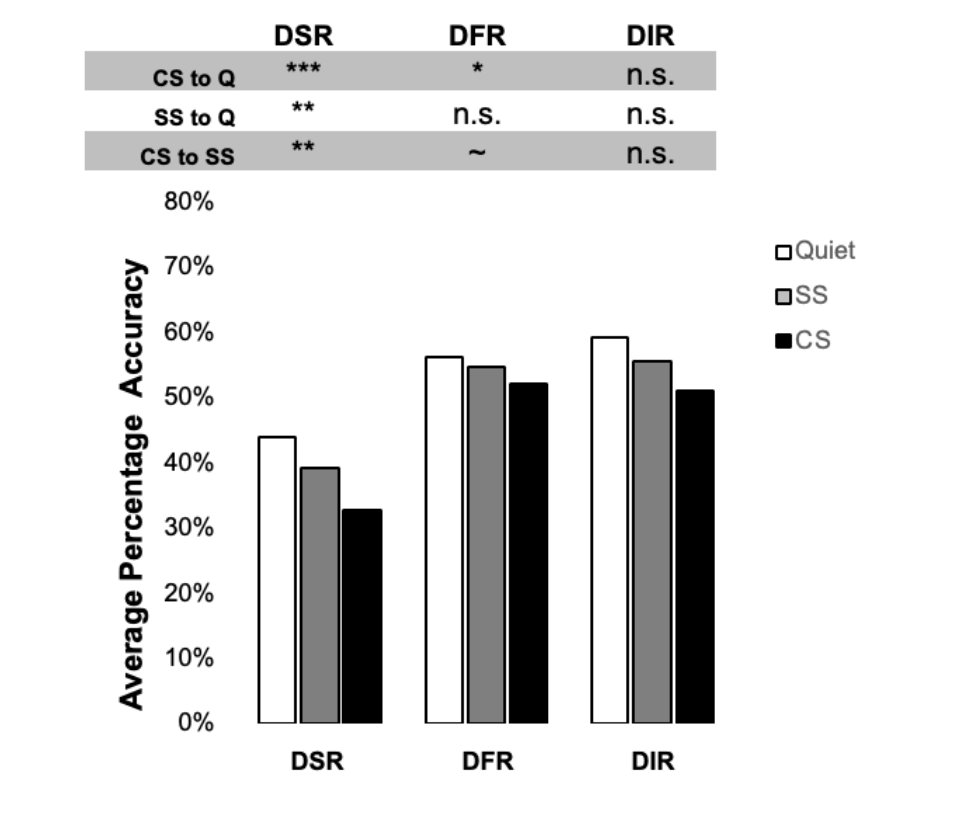 DSR DFR DIR
CS to Q *** * n.s.
SS to Q ** n.s. n.s.
CS to SS ** ~ n.s.
80%
70%
60%
50%
40%
30%
20%
10%
0%
Average Percentage Accuracy
DSR DFR DIR
Quiet
SS
CS